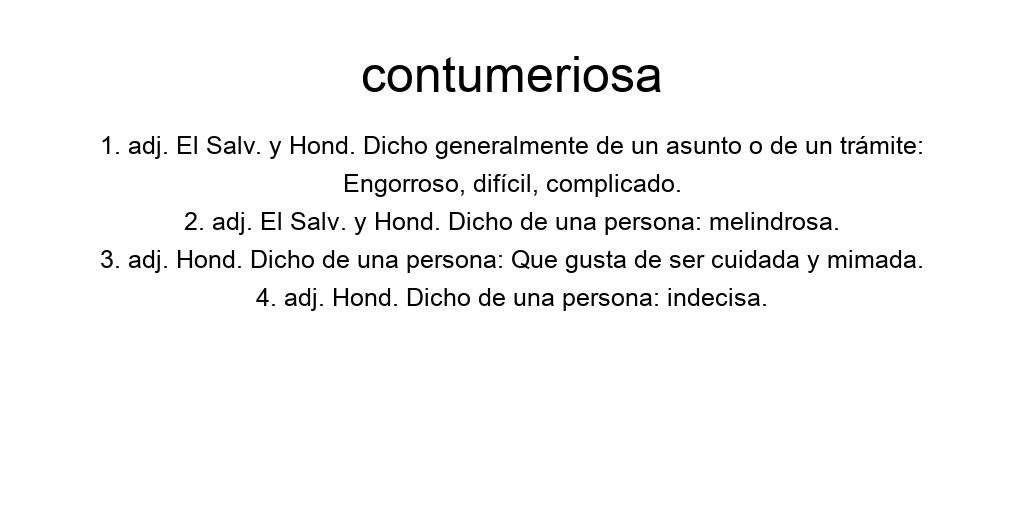 contumeriosa
1. adj. El Salv. y Hond. Dicho generalmente de un asunto o de un trámite:
Engorroso, difícil, complicado.
2. adj. El Salv. y Hond. Dicho de una persona: melindrosa.
3. adj. Hond. Dicho de una persona: Que gusta de ser cuidada y mimada.
4. adj. Hond. Dicho de una persona: indecisa.